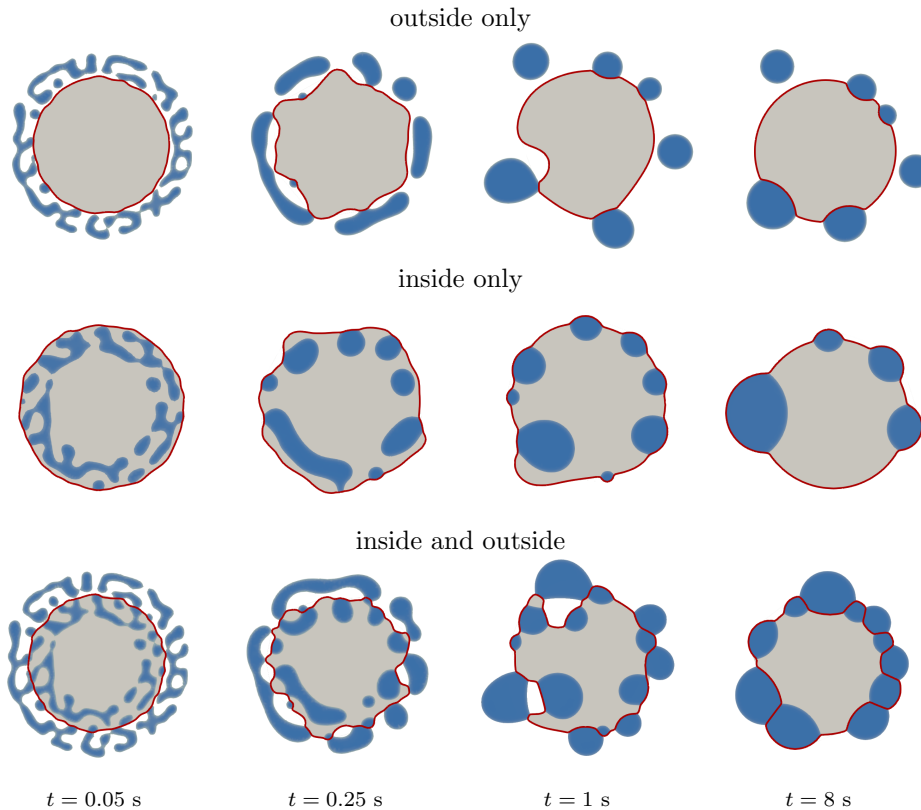 outside only
inside only
inside and outside
t = 0.05 s
t = 0.25 s
t = 1 s
t = 8 s